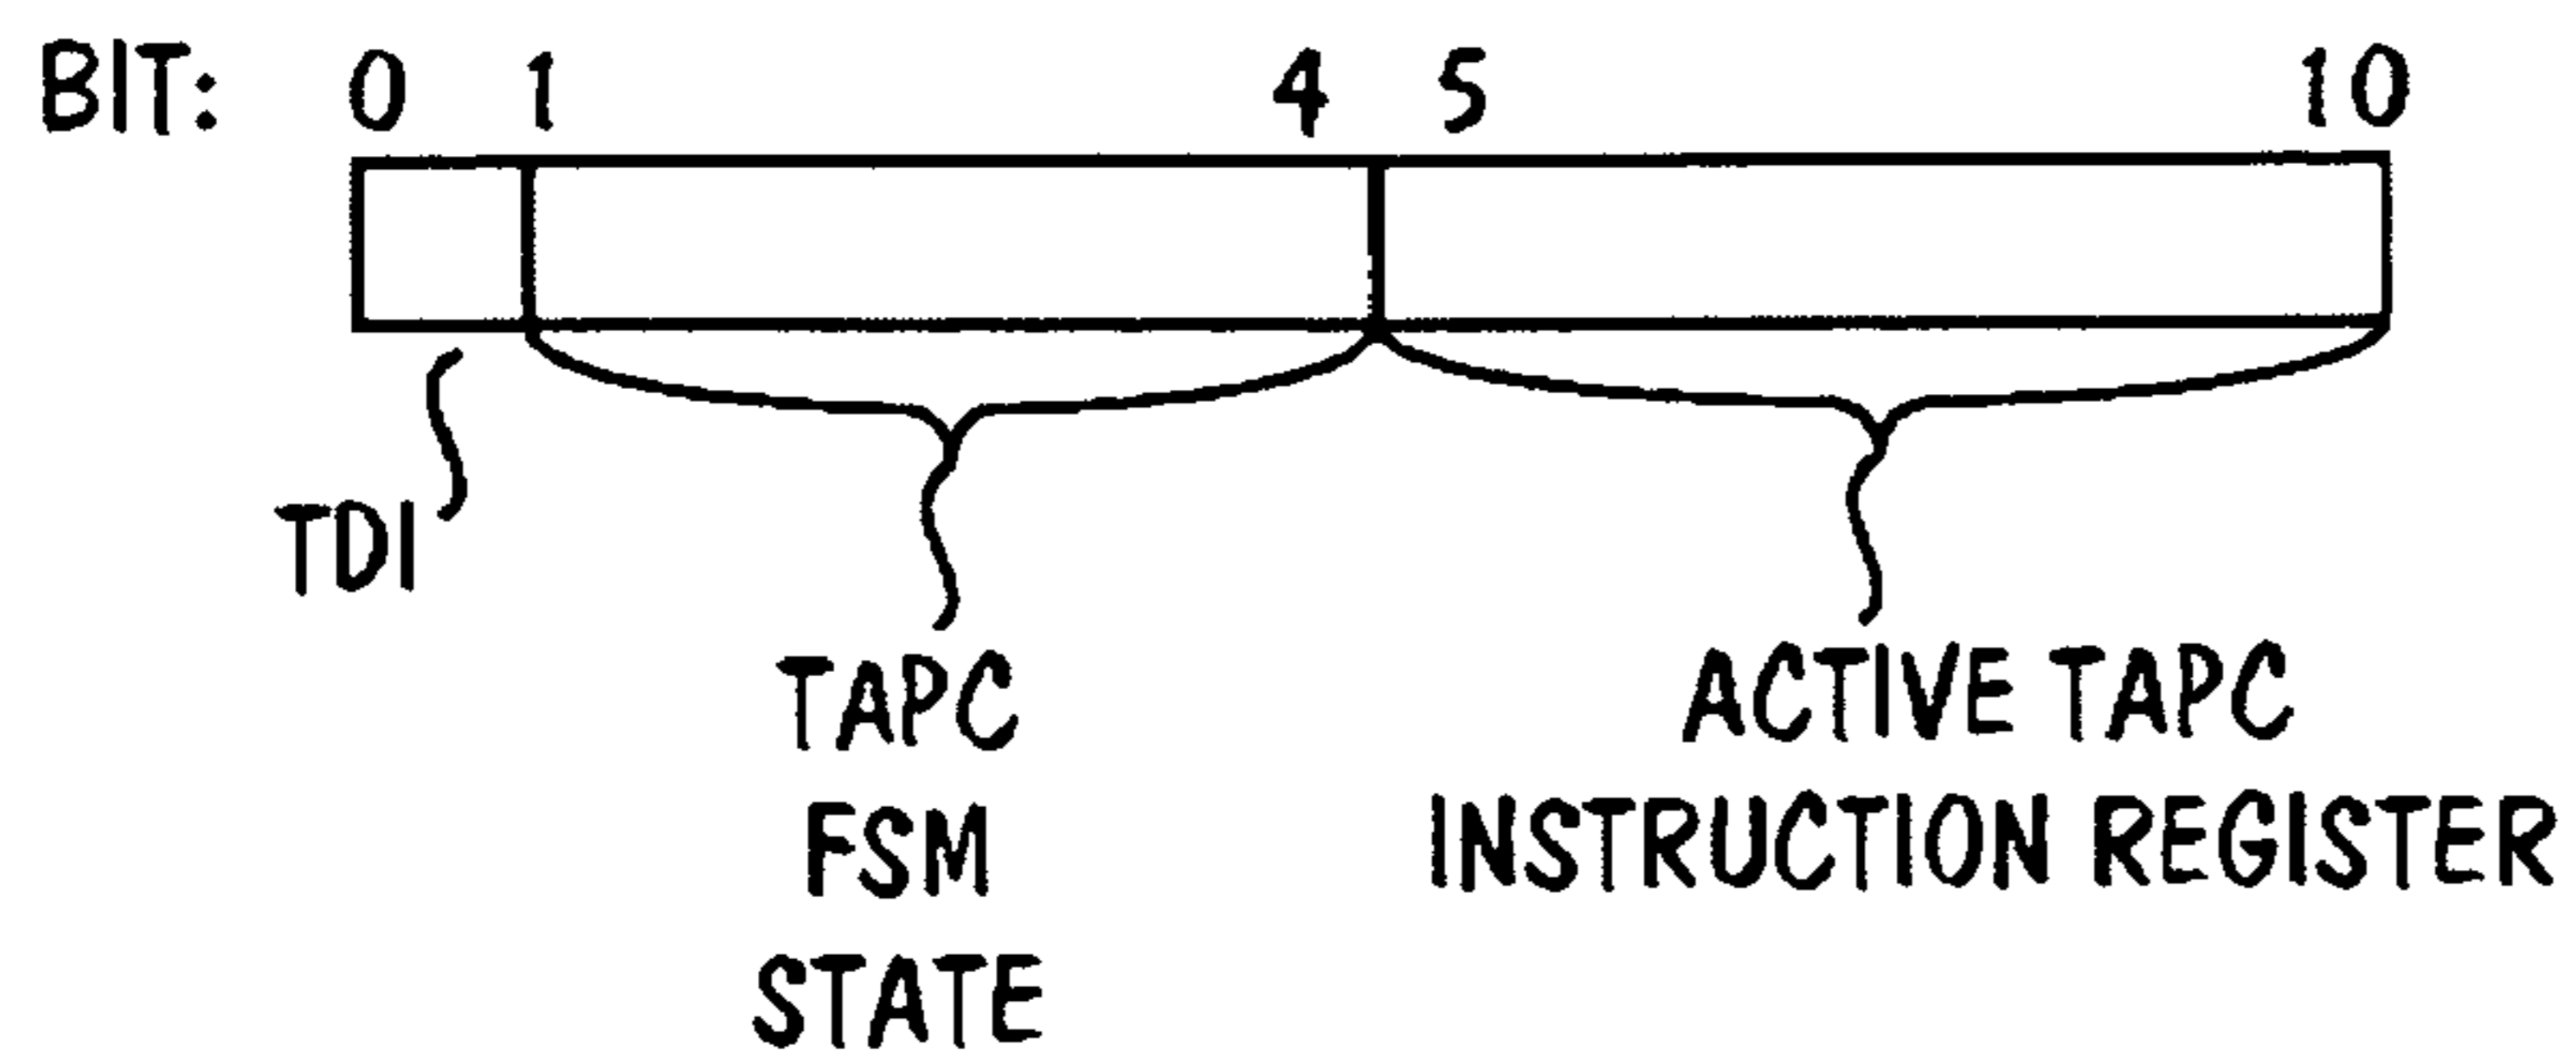 BIT: 0 1 4 5 10
TDI
TAPC
FSM
STATE
ACTIVE TAPC
INSTRUCTION REGISTER